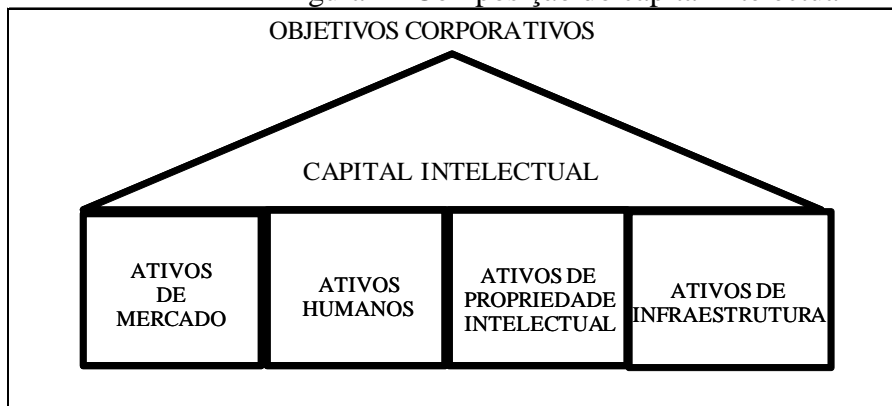 OBJETIVOS CORPORATIVOS
CAPITAL INTELECTUAL
ATIVOS
DE
MERCADO
ATIVOS
HUMANOS
ATIVOS DE
PROPRIEDADE
INTELECTUAL
ATIVOS DE
INFRAESTRUTURA